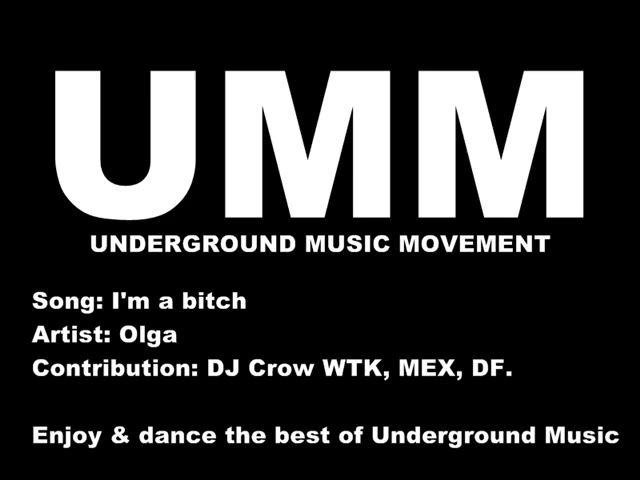 UMM
UNDERGROUND MUSIC MOVEMENT
Song: I'm a bitch
Artist: Olga
Contribution: DJ Crow WTK, MEX, DF.
Enjoy & dance the best of Underground Music